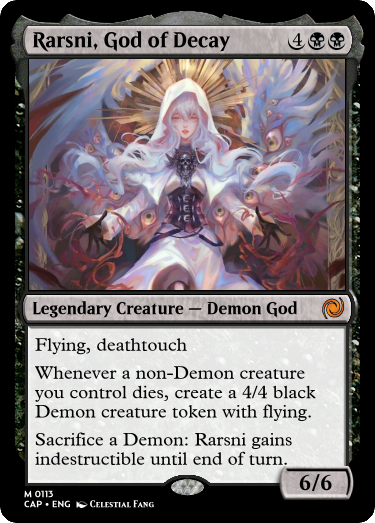 Rarsni, God of Decay 4
Legendary Creature — Demon God
Flying, deathtouch
Whenever a non-Demon creature
you control dies, create a 4/4 black
Demon creature token with flying.
Sacrifice a Demon: Rarsni gains
indestructible until end of turn.
6/6
M 0113
CAP • ENG Celestial Fang